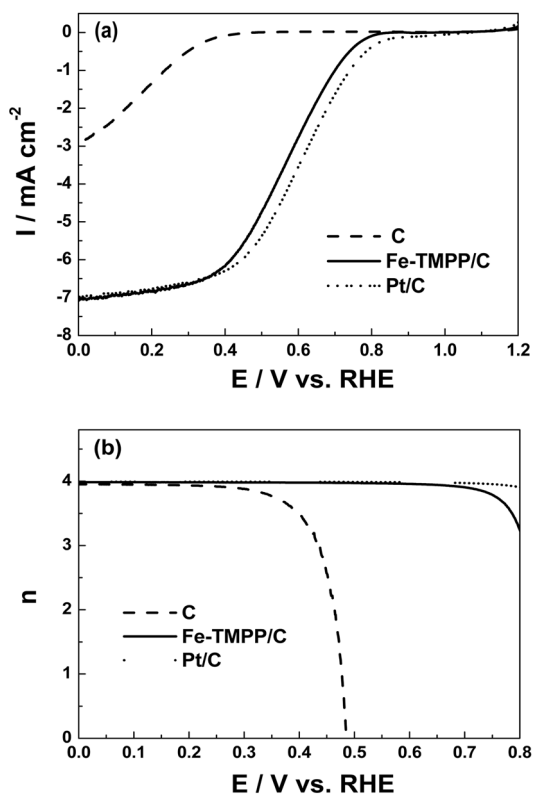 (a)
0
-1
-2
-3
-4
-5
-6
-7
-8
I / mA cm-2
C
Fe-TMPP/C
Pt/C
0.0 0.2 0.4 0.6 0.8 1.0 1.2
E / V vs. RHE
(b)
4
3
2
1
0
n
C
Fe-TMPP/C
Pt/C
0.0 0.1 0.2 0.3 0.4 0.5 0.6 0.7 0.8
E / V vs. RHE